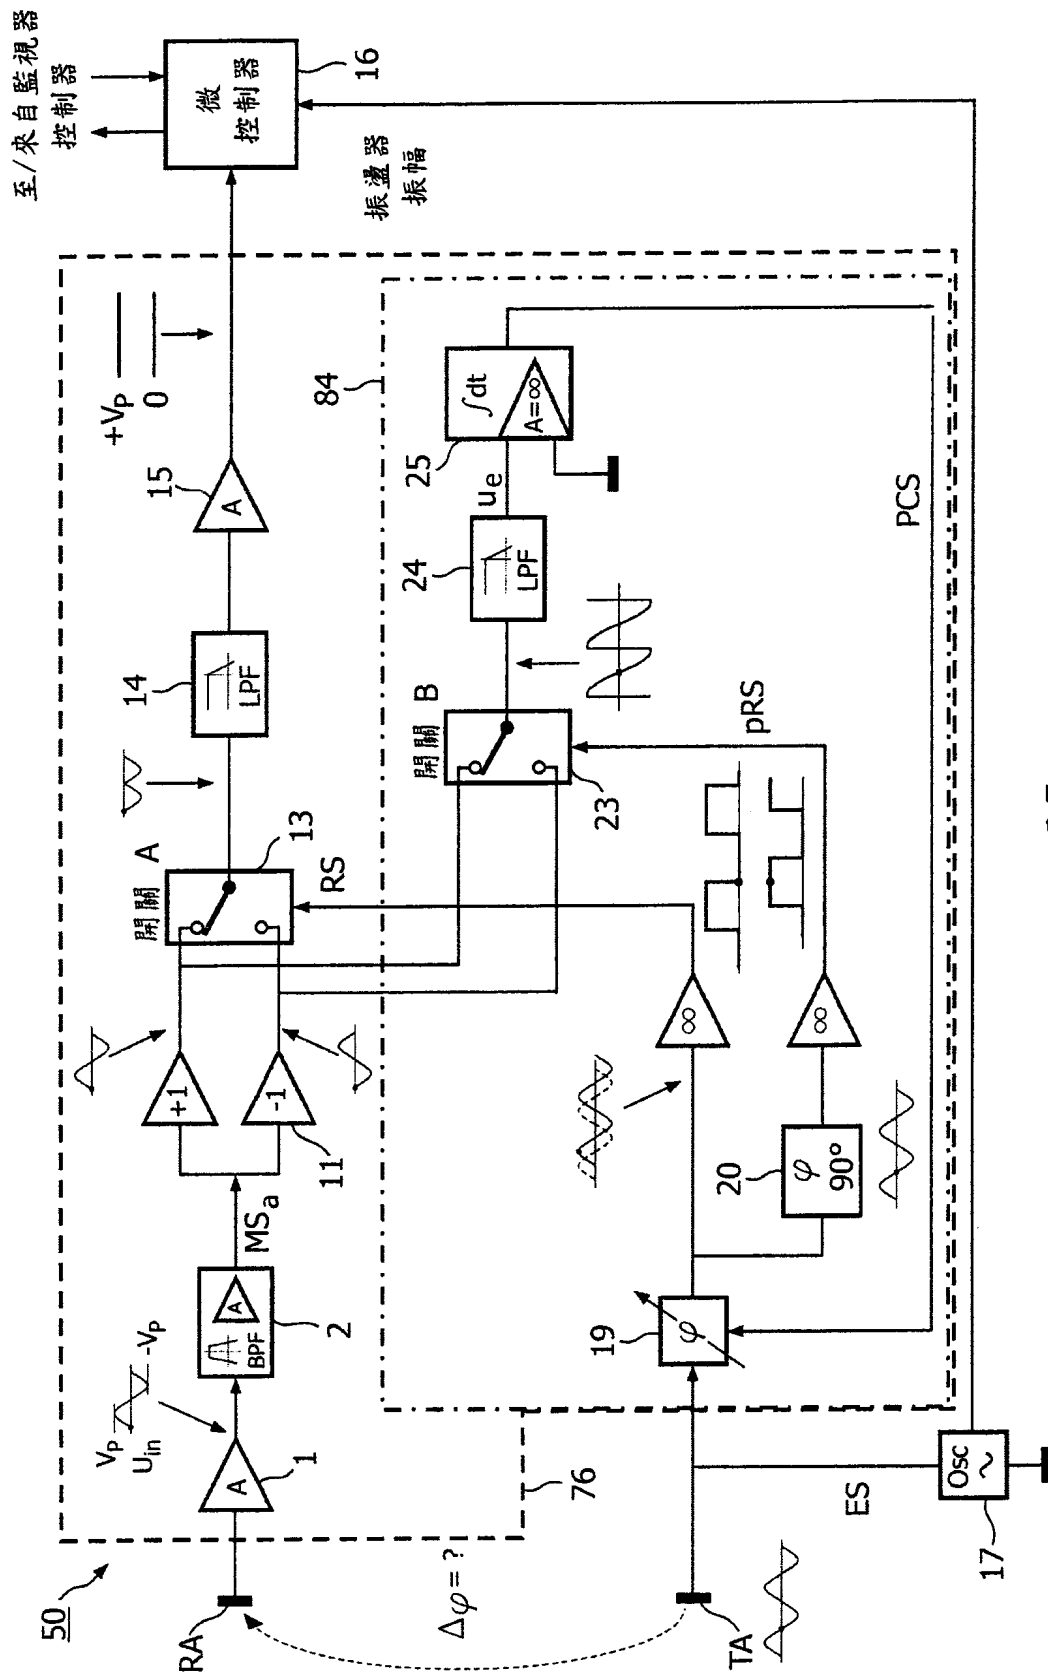 50
RA
Δφ=?
TA
A
1
V_P
U_in
-V_P
BPF
A
2
MS_a
+1
-1
11
開關
A
13
RS
14
LPF
15
A
+V_P
0
至/來自監視器
控制器
微
控制器
16
振盪器
振幅
76
84
19
φ
20
φ
90°
∞
∞
pRS
開關
B
23
24
LPF
u_e
25
∫dt
A=∞
PCS
ES
Osc
~
17